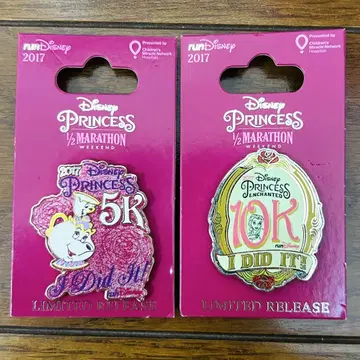 runDisney
2017
Presented by
Children's
Miracle Network
Hospitals
Disney
PRINCESS
1/2 MARATHON
WEEKEND
2017 Disney
PRINCESS
5K
I Did It!
runDisney
LIMITED RELEASE
runDisney
2017
Presented by
Children's
Miracle Network
Hospitals
Disney
PRINCESS
1/2 MARATHON
WEEKEND
Disney
PRINCESS
ENCHANTED
10K
runDisney
I DID IT!
LIMITED RELEASE